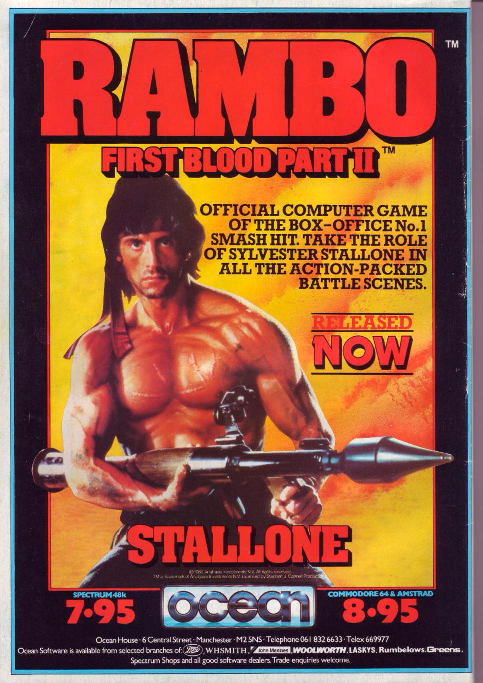 RAMBO TM
FIRST BLOOD PART II TM
OFFICIAL COMPUTER GAME
OF THE BOX-OFFICE No.1
SMASH HIT. TAKE THE ROLE
OF SYLVESTER STALLONE IN
ALL THE ACTION-PACKED
BATTLE SCENES.
RELEASED
NOW
STALLONE
SPECTRUM 48k
7·95
ocean
COMMODORE 64 & AMSTRAD
8·95
Ocean House · 6 Central Street · Manchester · M2 5NS · Telephone 061 832 6633 · Telex 669977
Ocean Software is available from selected branches of: Boots, WHSMITH, John Menzies, WOOLWORTH, LASKYS, Rumbelows, Greens.
Spectrum Shops and all good software dealers. Trade enquiries welcome.